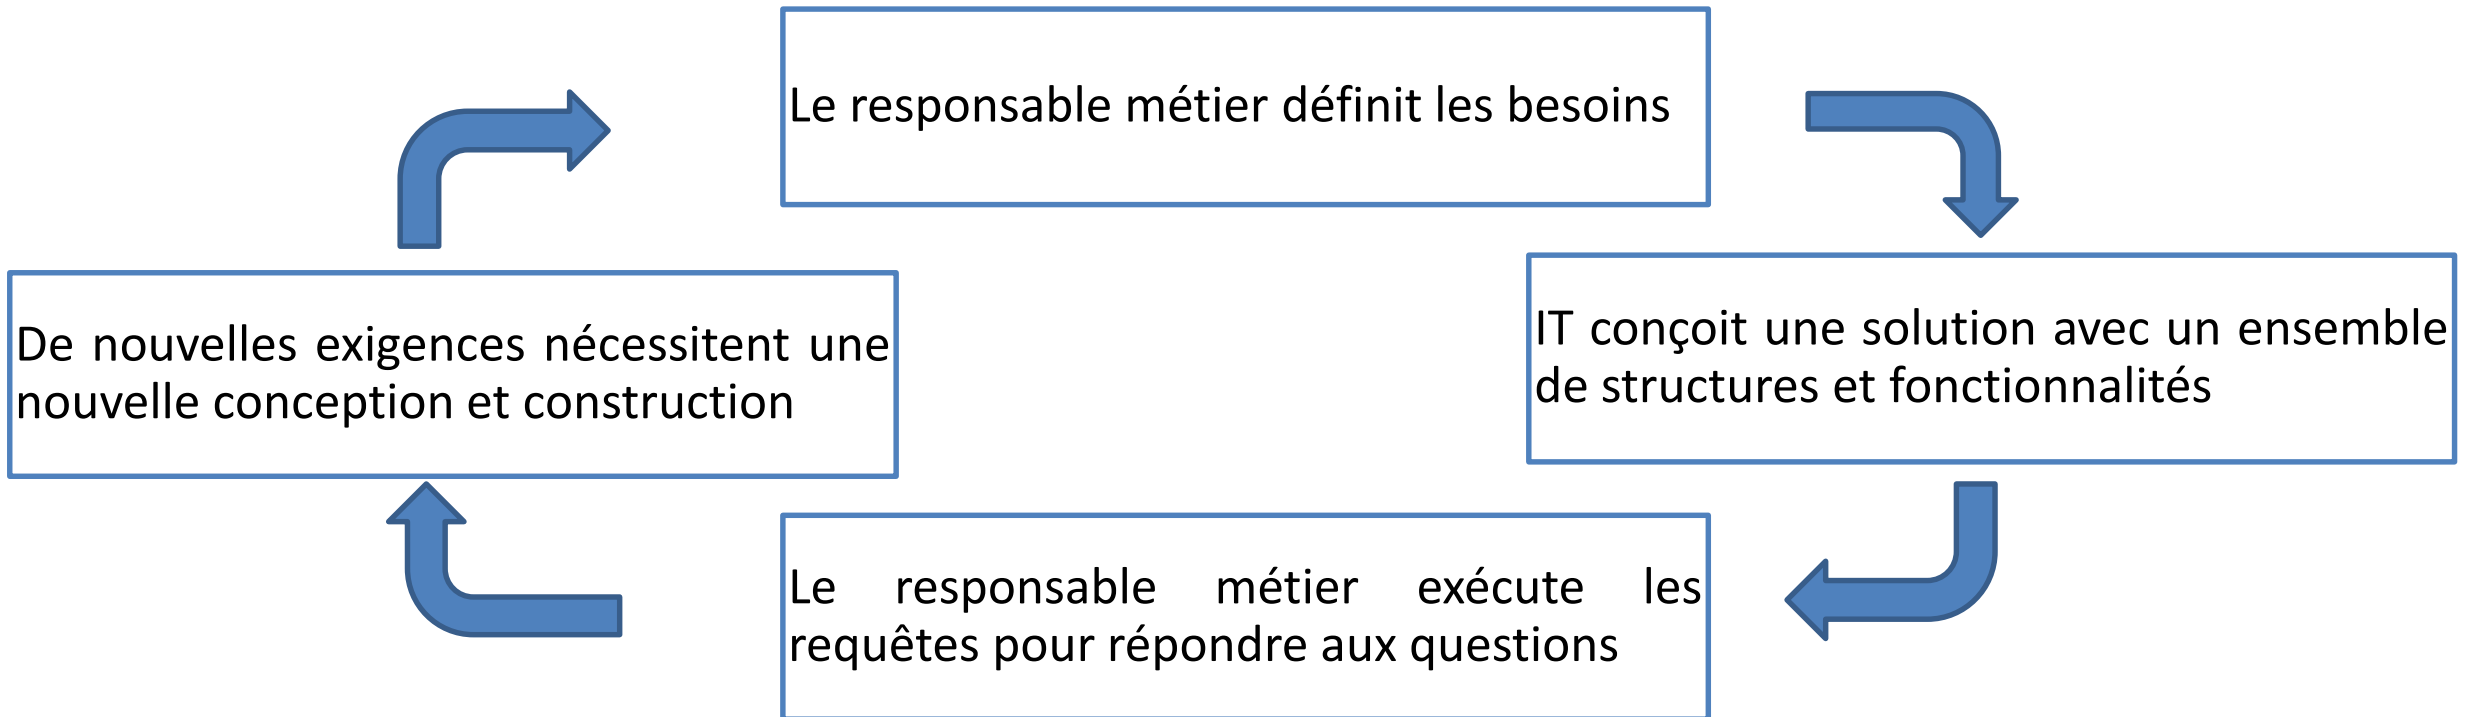 Le responsable métier définit les besoins
IT conçoit une solution avec un ensemble
de structures et fonctionnalités
De nouvelles exigences nécessitent une
nouvelle conception et construction
Le responsable métier exécute les
requêtes pour répondre aux questions